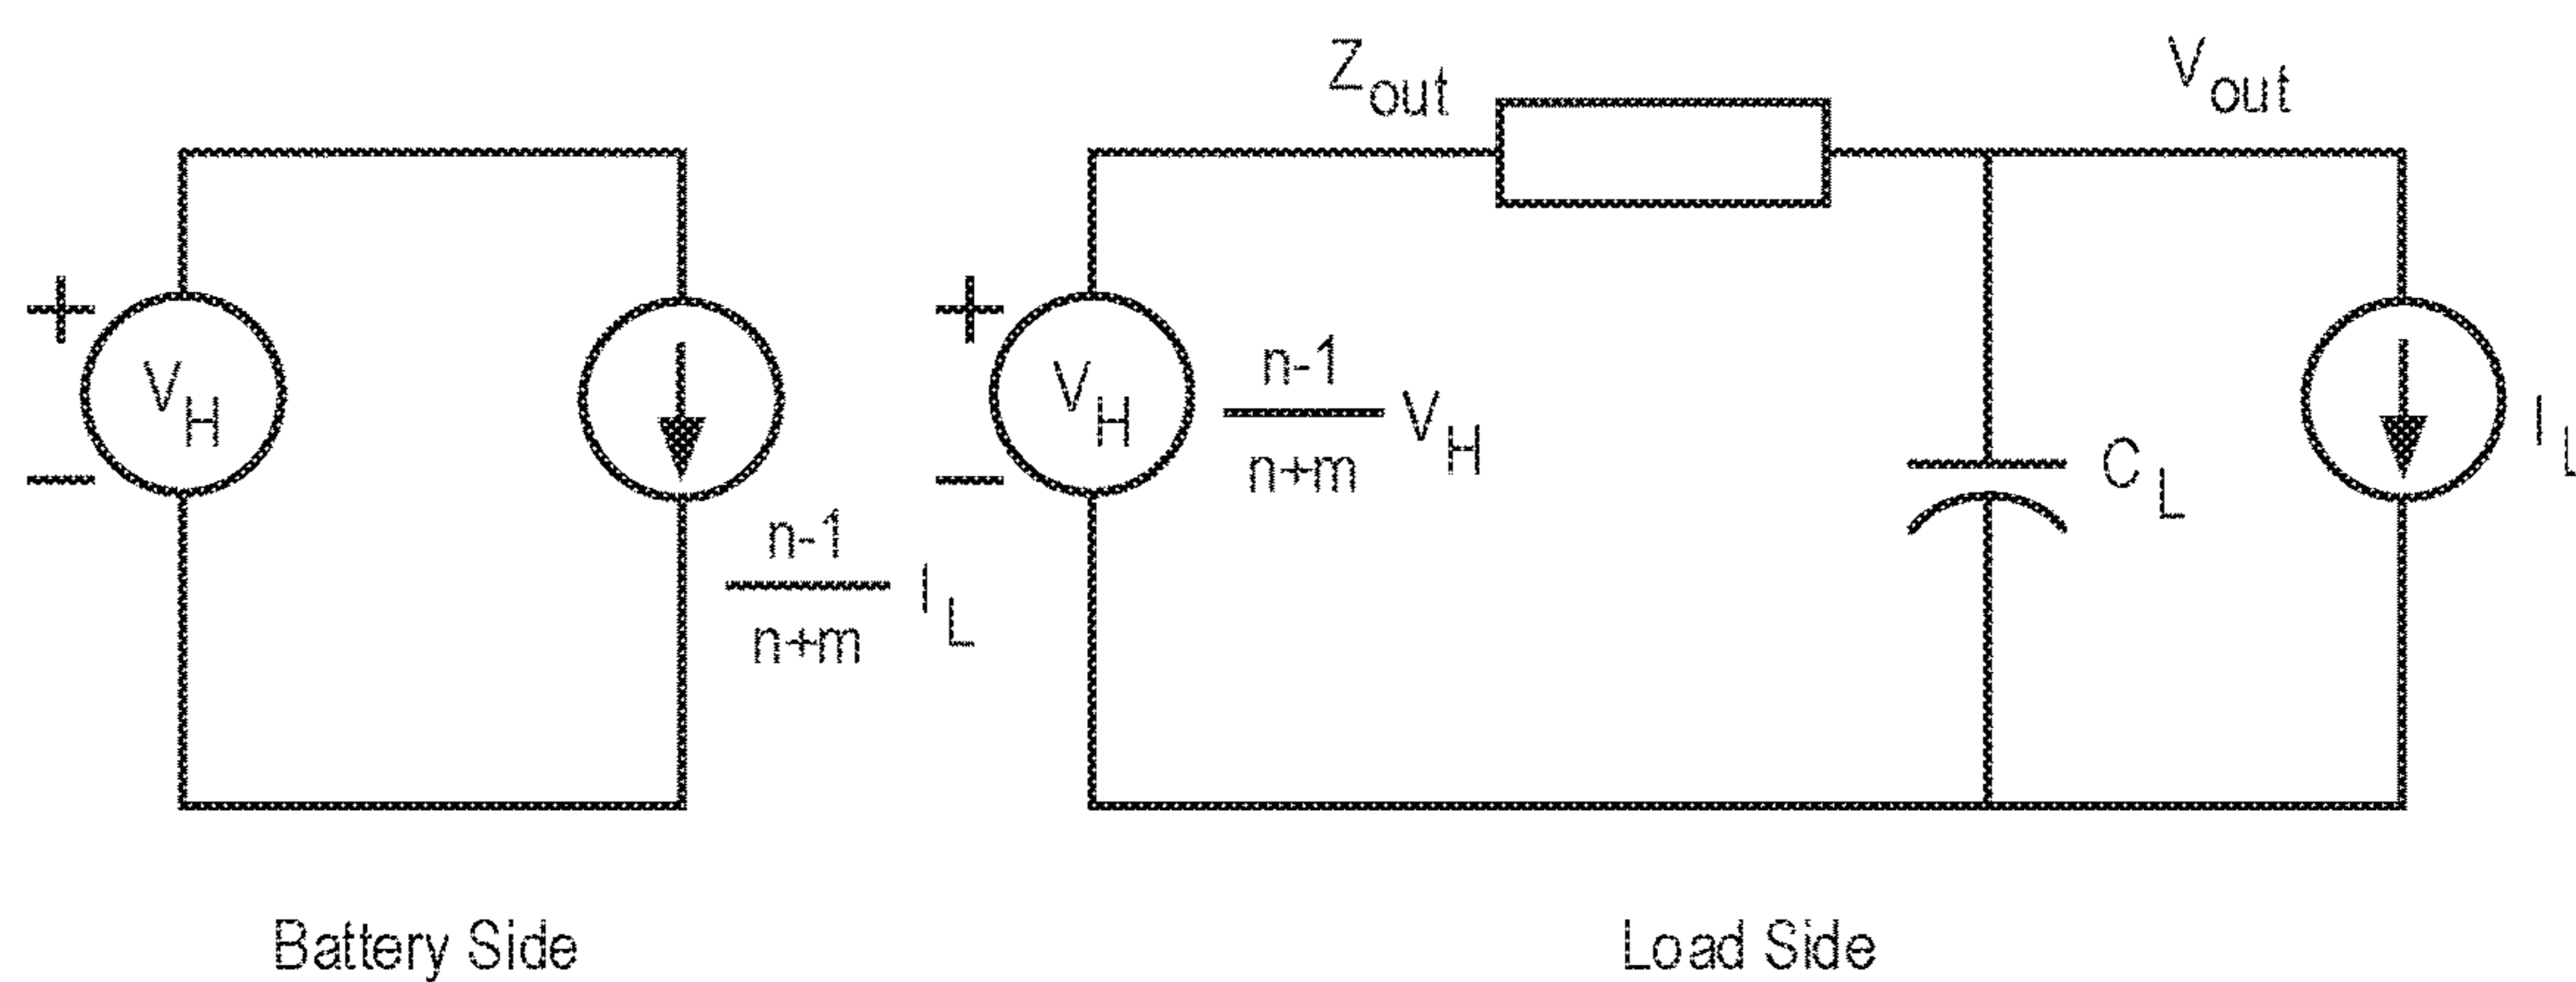 Z_out
V_out
+
V_H
−
n-1
n+m
I_L
+
V_H
−
n-1
n+m
V_H
C_L
I_L
Battery Side
Load Side